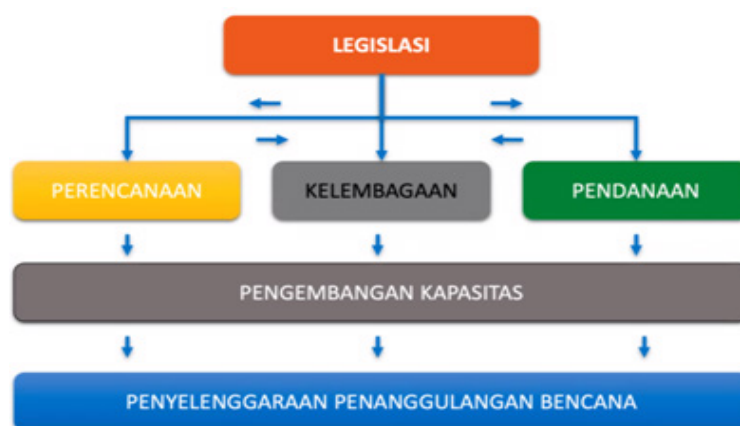 LEGISLASI
PERENCANAAN
KELEMBAGAAN
PENDANAAN
PENGEMBANGAN KAPASITAS
PENYELENGGARAAN PENANGGULANGAN BENCANA